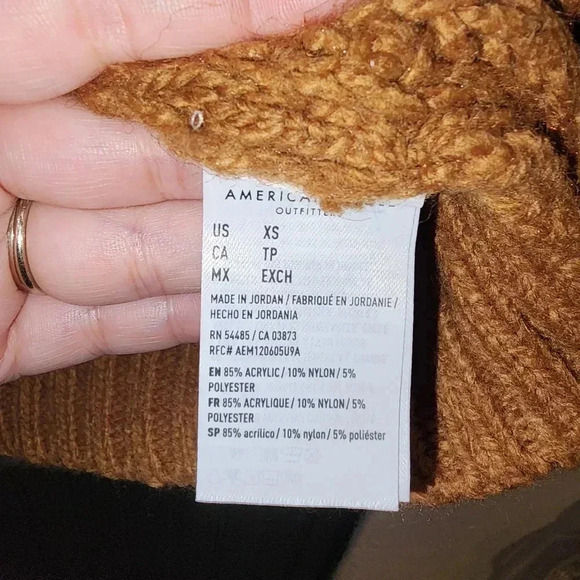 OUTFITTE
US XS
CA TP
MX EXCH
MADE IN JORDAN / FABRIQUÉ EN JORDANIE /
HECHO EN JORDANIA
RN 54485 / CA 03873
RFC# AEM120605U9A
EN 85% ACRYLIC / 10% NYLON / 5%
POLYESTER
FR 85% ACRYLIQUE / 10% NYLON / 5%
POLYESTER
SP 85% acrílico / 10% nylon / 5% poliéster